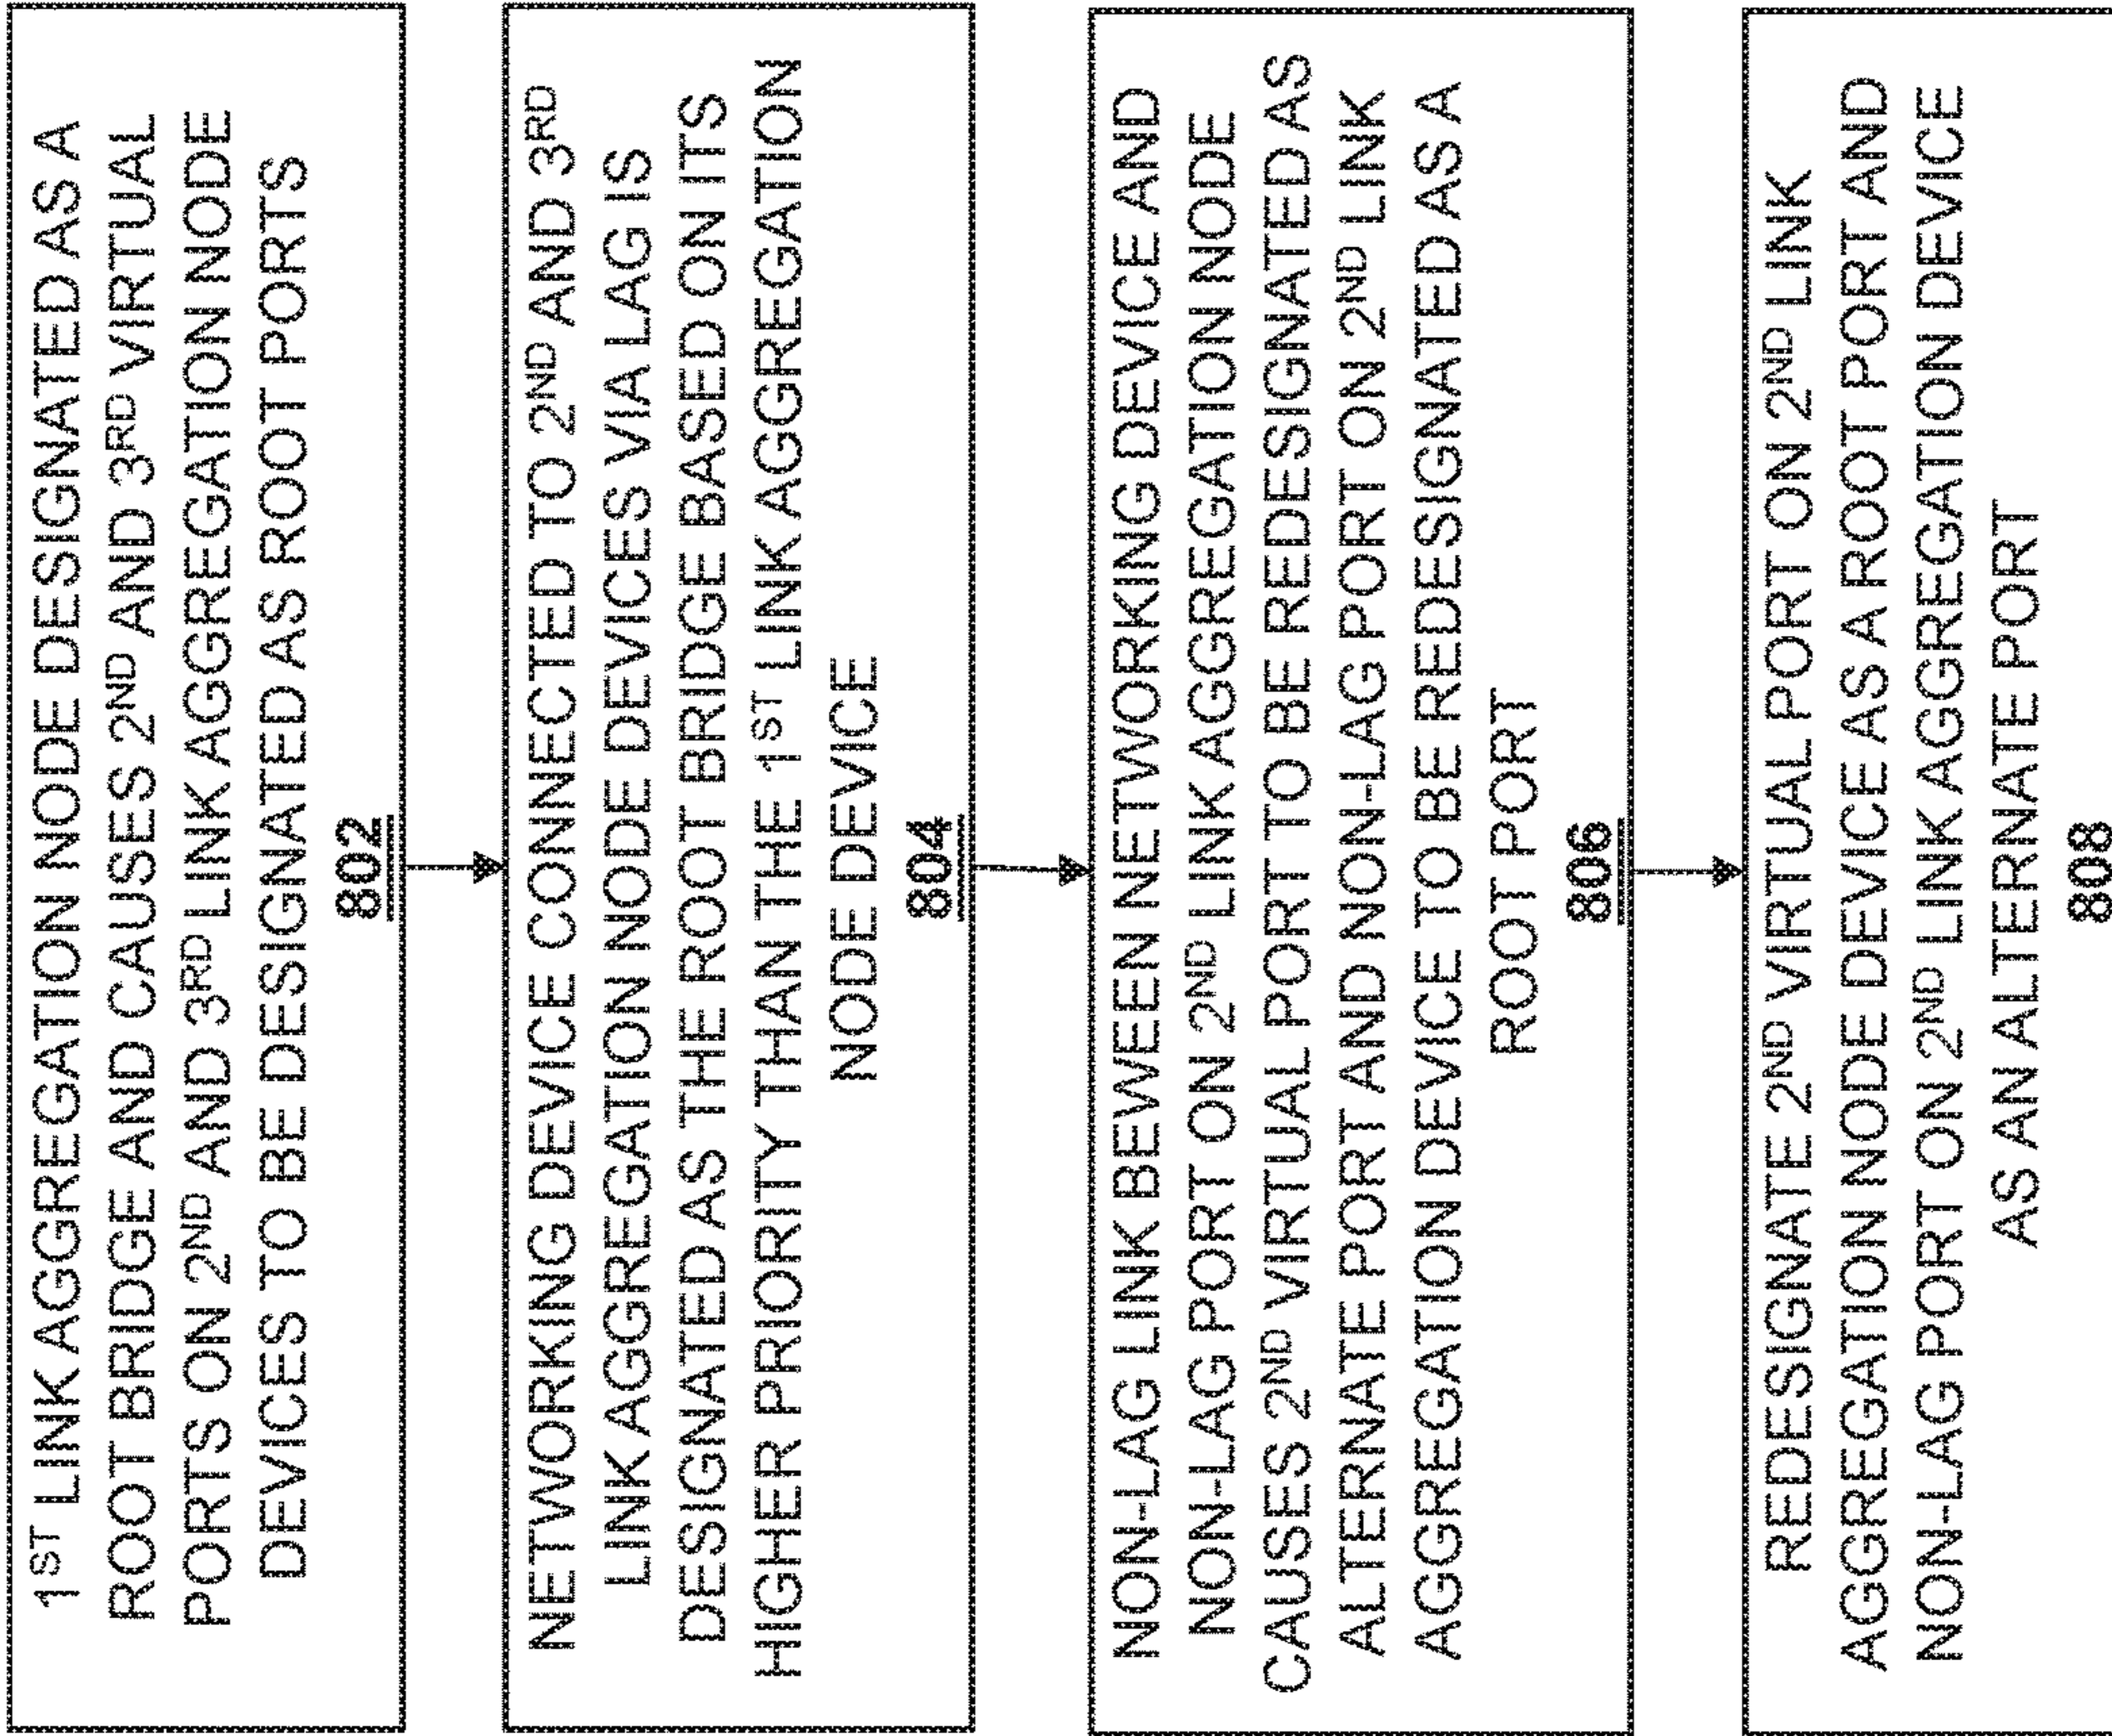 1ST LINK AGGREGATION NODE DESIGNATED AS A
ROOT BRIDGE AND CAUSES 2ND AND 3RD VIRTUAL
PORTS ON 2ND AND 3RD LINK AGGREGATION NODE
DEVICES TO BE DESIGNATED AS ROOT PORTS
802
NETWORKING DEVICE CONNECTED TO 2ND AND 3RD
LINK AGGREGATION NODE DEVICES VIA LAG IS
DESIGNATED AS THE ROOT BRIDGE BASED ON ITS
HIGHER PRIORITY THAN THE 1ST LINK AGGREGATION
NODE DEVICE
804
NON-LAG LINK BEWEEN NETWORKING DEVICE AND
NON-LAG PORT ON 2ND LINK AGGREGATION NODE
CAUSES 2ND VIRTUAL PORT TO BE REDESIGNATED AS
ALTERNATE PORT AND NON-LAG PORT ON 2ND LINK
AGGREGATION DEVICE TO BE REDESIGNATED AS A
ROOT PORT
806
REDESIGNATE 2ND VIRTUAL PORT ON 2ND LINK
AGGREGATION NODE DEVICE AS A ROOT PORT AND
NON-LAG PORT ON 2ND LINK AGGREGATION DEVICE
AS AN ALTERNATE PORT
808